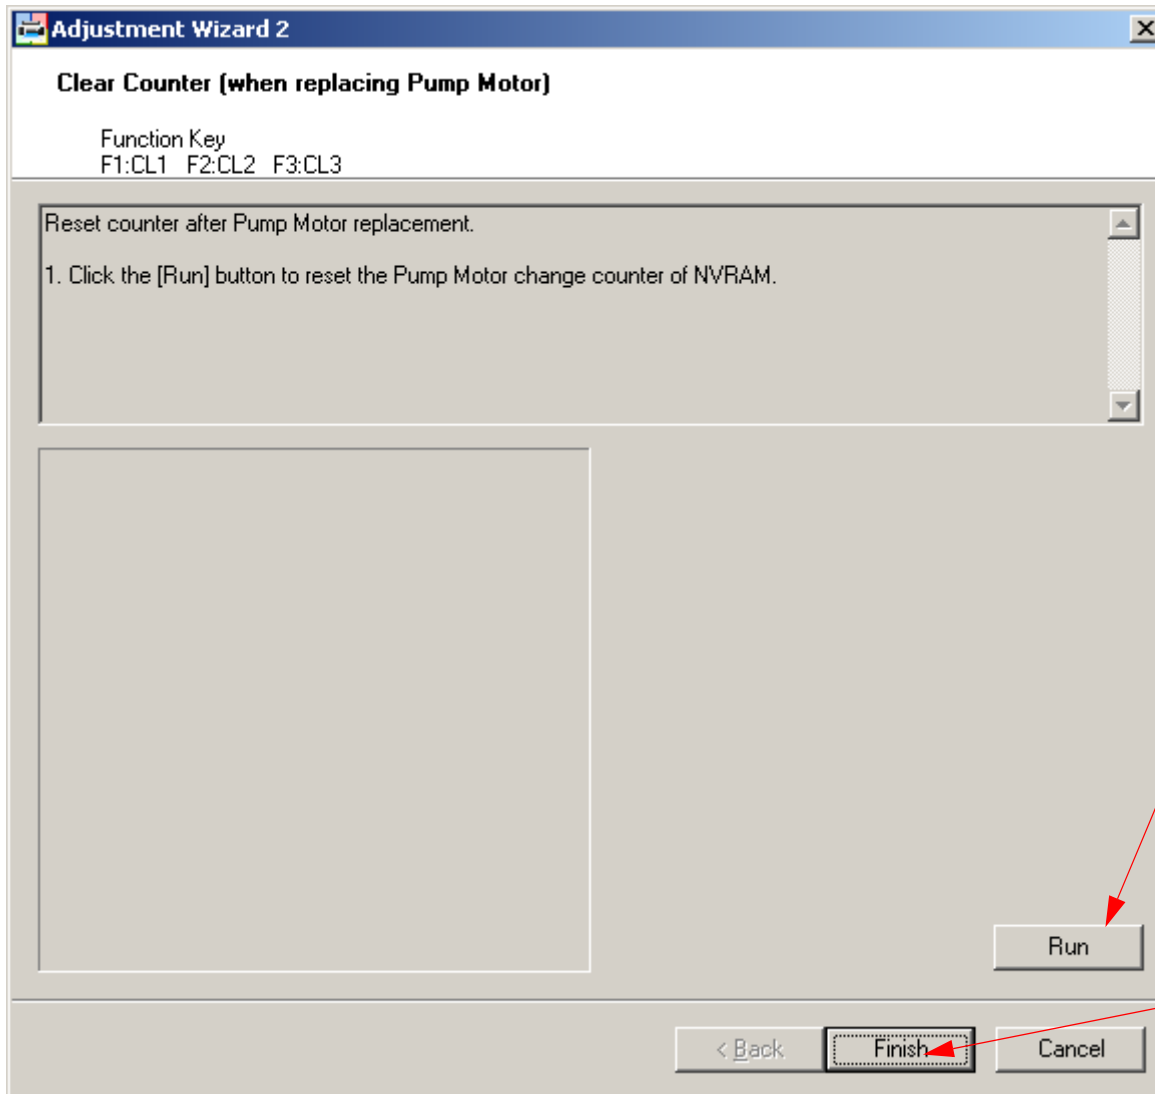 Adjustment Wizard 2
Clear Counter (when replacing Pump Motor)
Function Key
F1:CL1 F2:CL2 F3:CL3
Reset counter after Pump Motor replacement.
1. Click the [Run] button to reset the Pump Motor change counter of NVRAM.
Run
< Back Finish Cancel